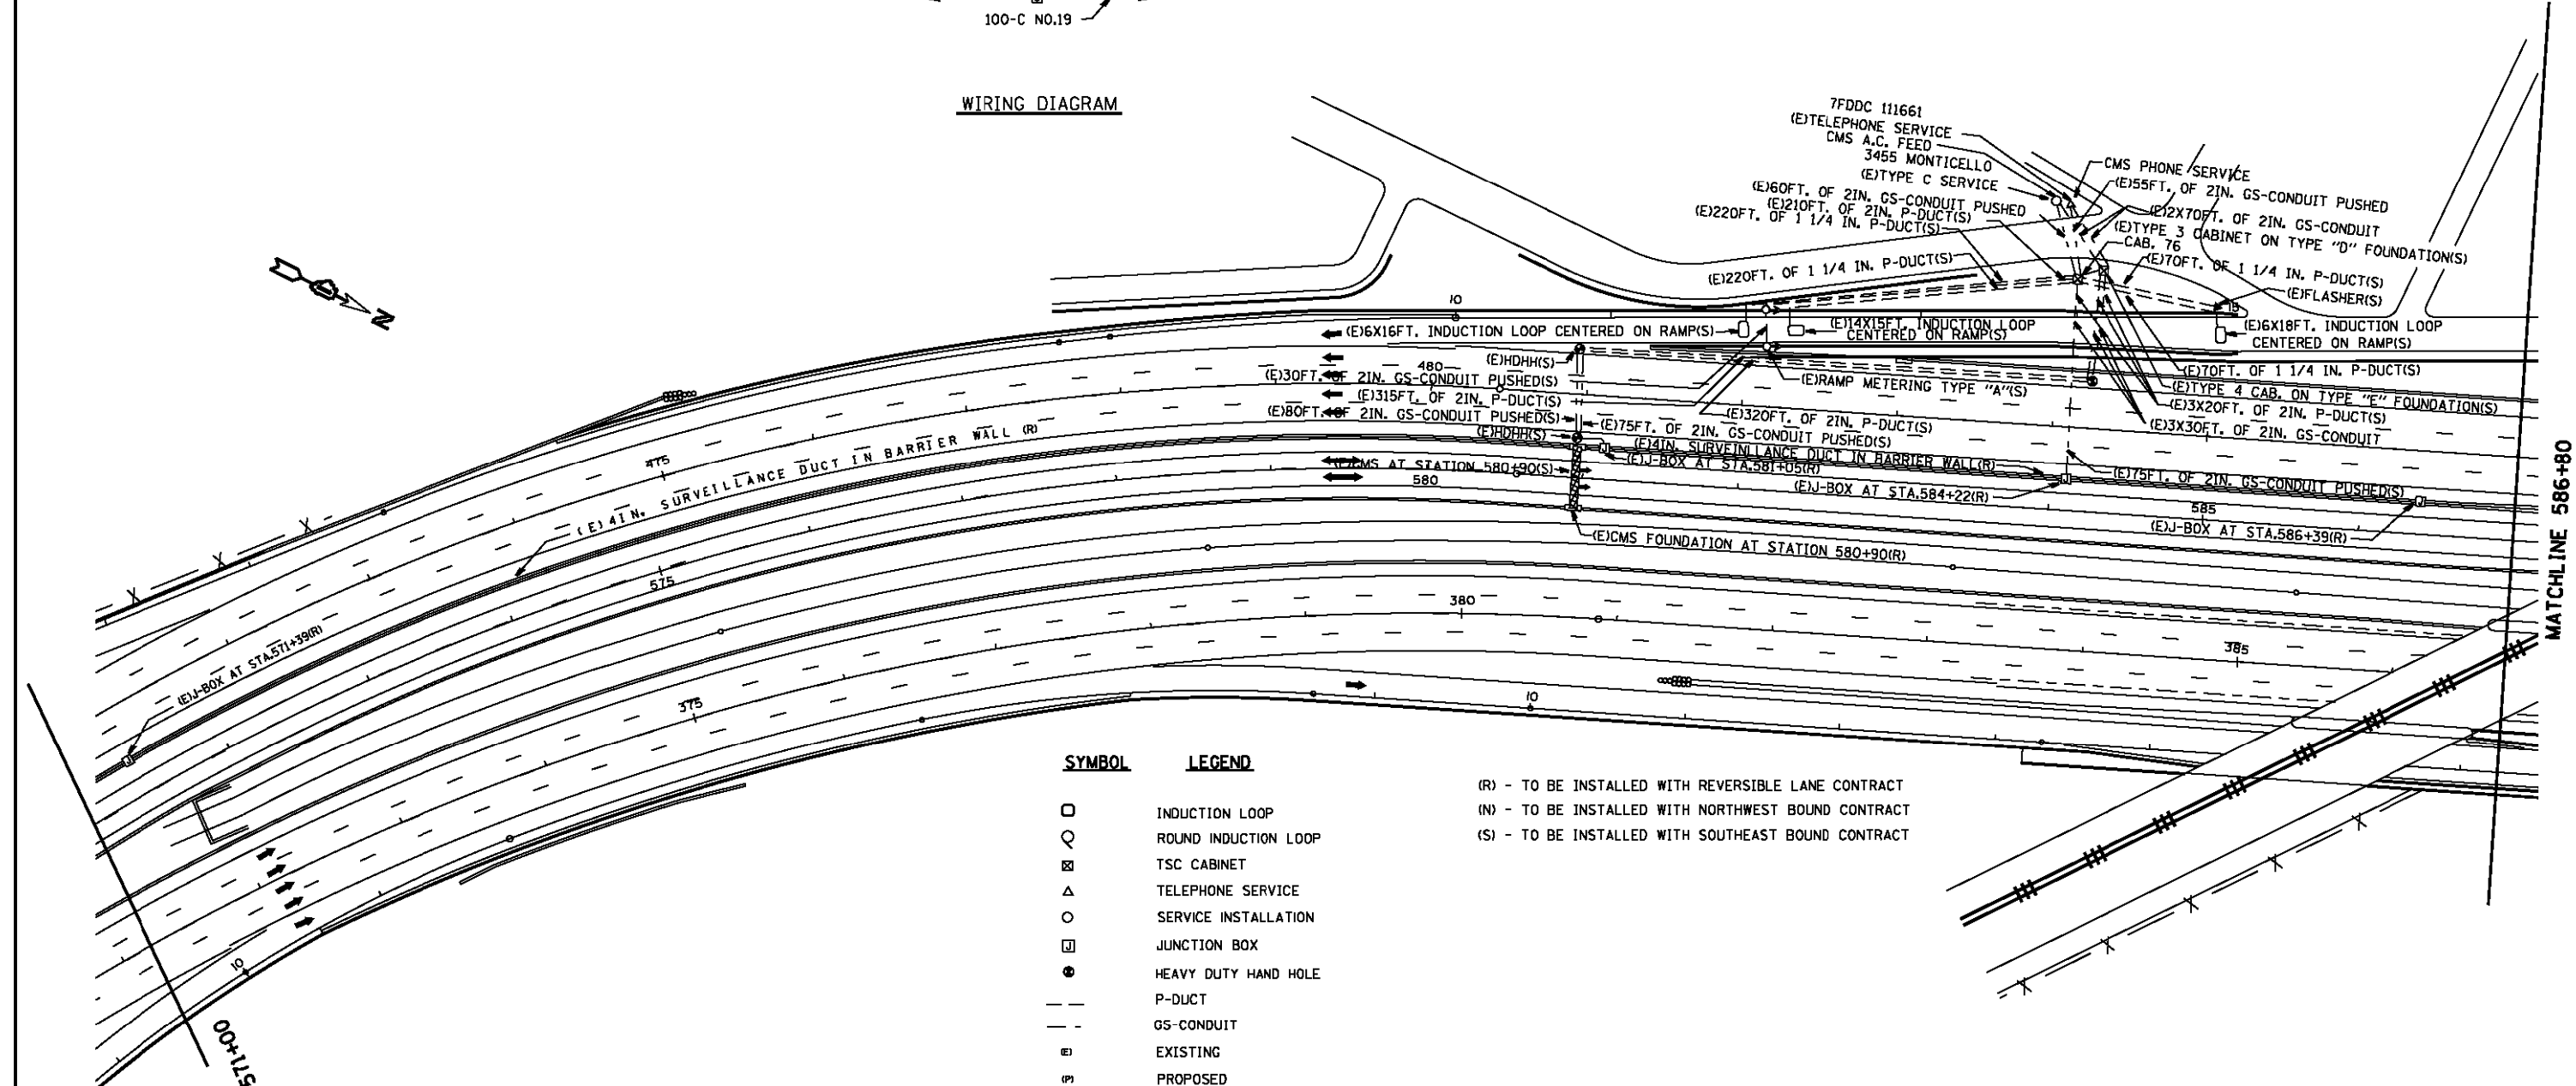 100-C NO.19
WIRING DIAGRAM
7FDDC 111661
(E)TELEPHONE SERVICE
CMS A.C. FEED
3455 MONTICELLO
(E)TYPE C SERVICE
(E)60FT. OF 2IN. GS-CONDUIT PUSHED
(E)210FT. OF 2IN. P-DUCT(S)
(E)220FT. OF 1 1/4 IN. P-DUCT(S)
CMS PHONE SERVICE
(E)55FT. OF 2IN. GS-CONDUIT PUSHED
(E)2X70FT. OF 2IN. GS-CONDUIT
(E)TYPE 3 CABINET ON TYPE "D" FOUNDATION(S)
CAB. 76
(E)70FT. OF 1 1/4 IN. P-DUCT(S)
(E)FLASHER(S)
(E)220FT. OF 1 1/4 IN. P-DUCT(S)
N
10
15
(E)6X16FT. INDUCTION LOOP CENTERED ON RAMP(S)
(E)14X15FT. INDUCTION LOOP
CENTERED ON RAMP(S)
(E)6X18FT. INDUCTION LOOP
CENTERED ON RAMP(S)
(E)HDHH(S)
480
(E)30FT. OF 2IN. GS-CONDUIT PUSHED(S)
(E)315FT. OF 2IN. P-DUCT(S)
(E)80FT. OF 2IN. GS-CONDUIT PUSHED(S)
(E)HDHH(S)
(E)RAMP METERING TYPE "A"(S)
(E)320FT. OF 2IN. P-DUCT(S)
(E)75FT. OF 2IN. GS-CONDUIT PUSHED(S)
(E)70FT. OF 1 1/4 IN. P-DUCT(S)
(E)TYPE 4 CAB. ON TYPE "E" FOUNDATION(S)
(E)3X20FT. OF 2IN. P-DUCT(S)
(E)3X30FT. OF 2IN. GS-CONDUIT
(E)4IN. SURVEILLANCE DUCT IN BARRIER WALL (R)
475
(E)4IN. SURVEINLLANCE DUCT IN BARRIER WALL(R)
(E)CMS AT STATION 580+90(S)
(E)J-BOX AT STA.581+05(R)
580
(E)J-BOX AT STA.584+22(R)
(E)75FT. OF 2IN. GS-CONDUIT PUSHED(S)
585
(E)J-BOX AT STA.586+39(R)
(E)CMS FOUNDATION AT STATION 580+90(R)
MATCHLINE 586+80
575
380
385
(E)J-BOX AT STA.571+39(R)
375
10
10
571+00
SYMBOL LEGEND
INDUCTION LOOP
ROUND INDUCTION LOOP
TSC CABINET
TELEPHONE SERVICE
SERVICE INSTALLATION
J JUNCTION BOX
HEAVY DUTY HAND HOLE
P-DUCT
GS-CONDUIT
(E) EXISTING
(P) PROPOSED
(R) - TO BE INSTALLED WITH REVERSIBLE LANE CONTRACT
(N) - TO BE INSTALLED WITH NORTHWEST BOUND CONTRACT
(S) - TO BE INSTALLED WITH SOUTHEAST BOUND CONTRACT